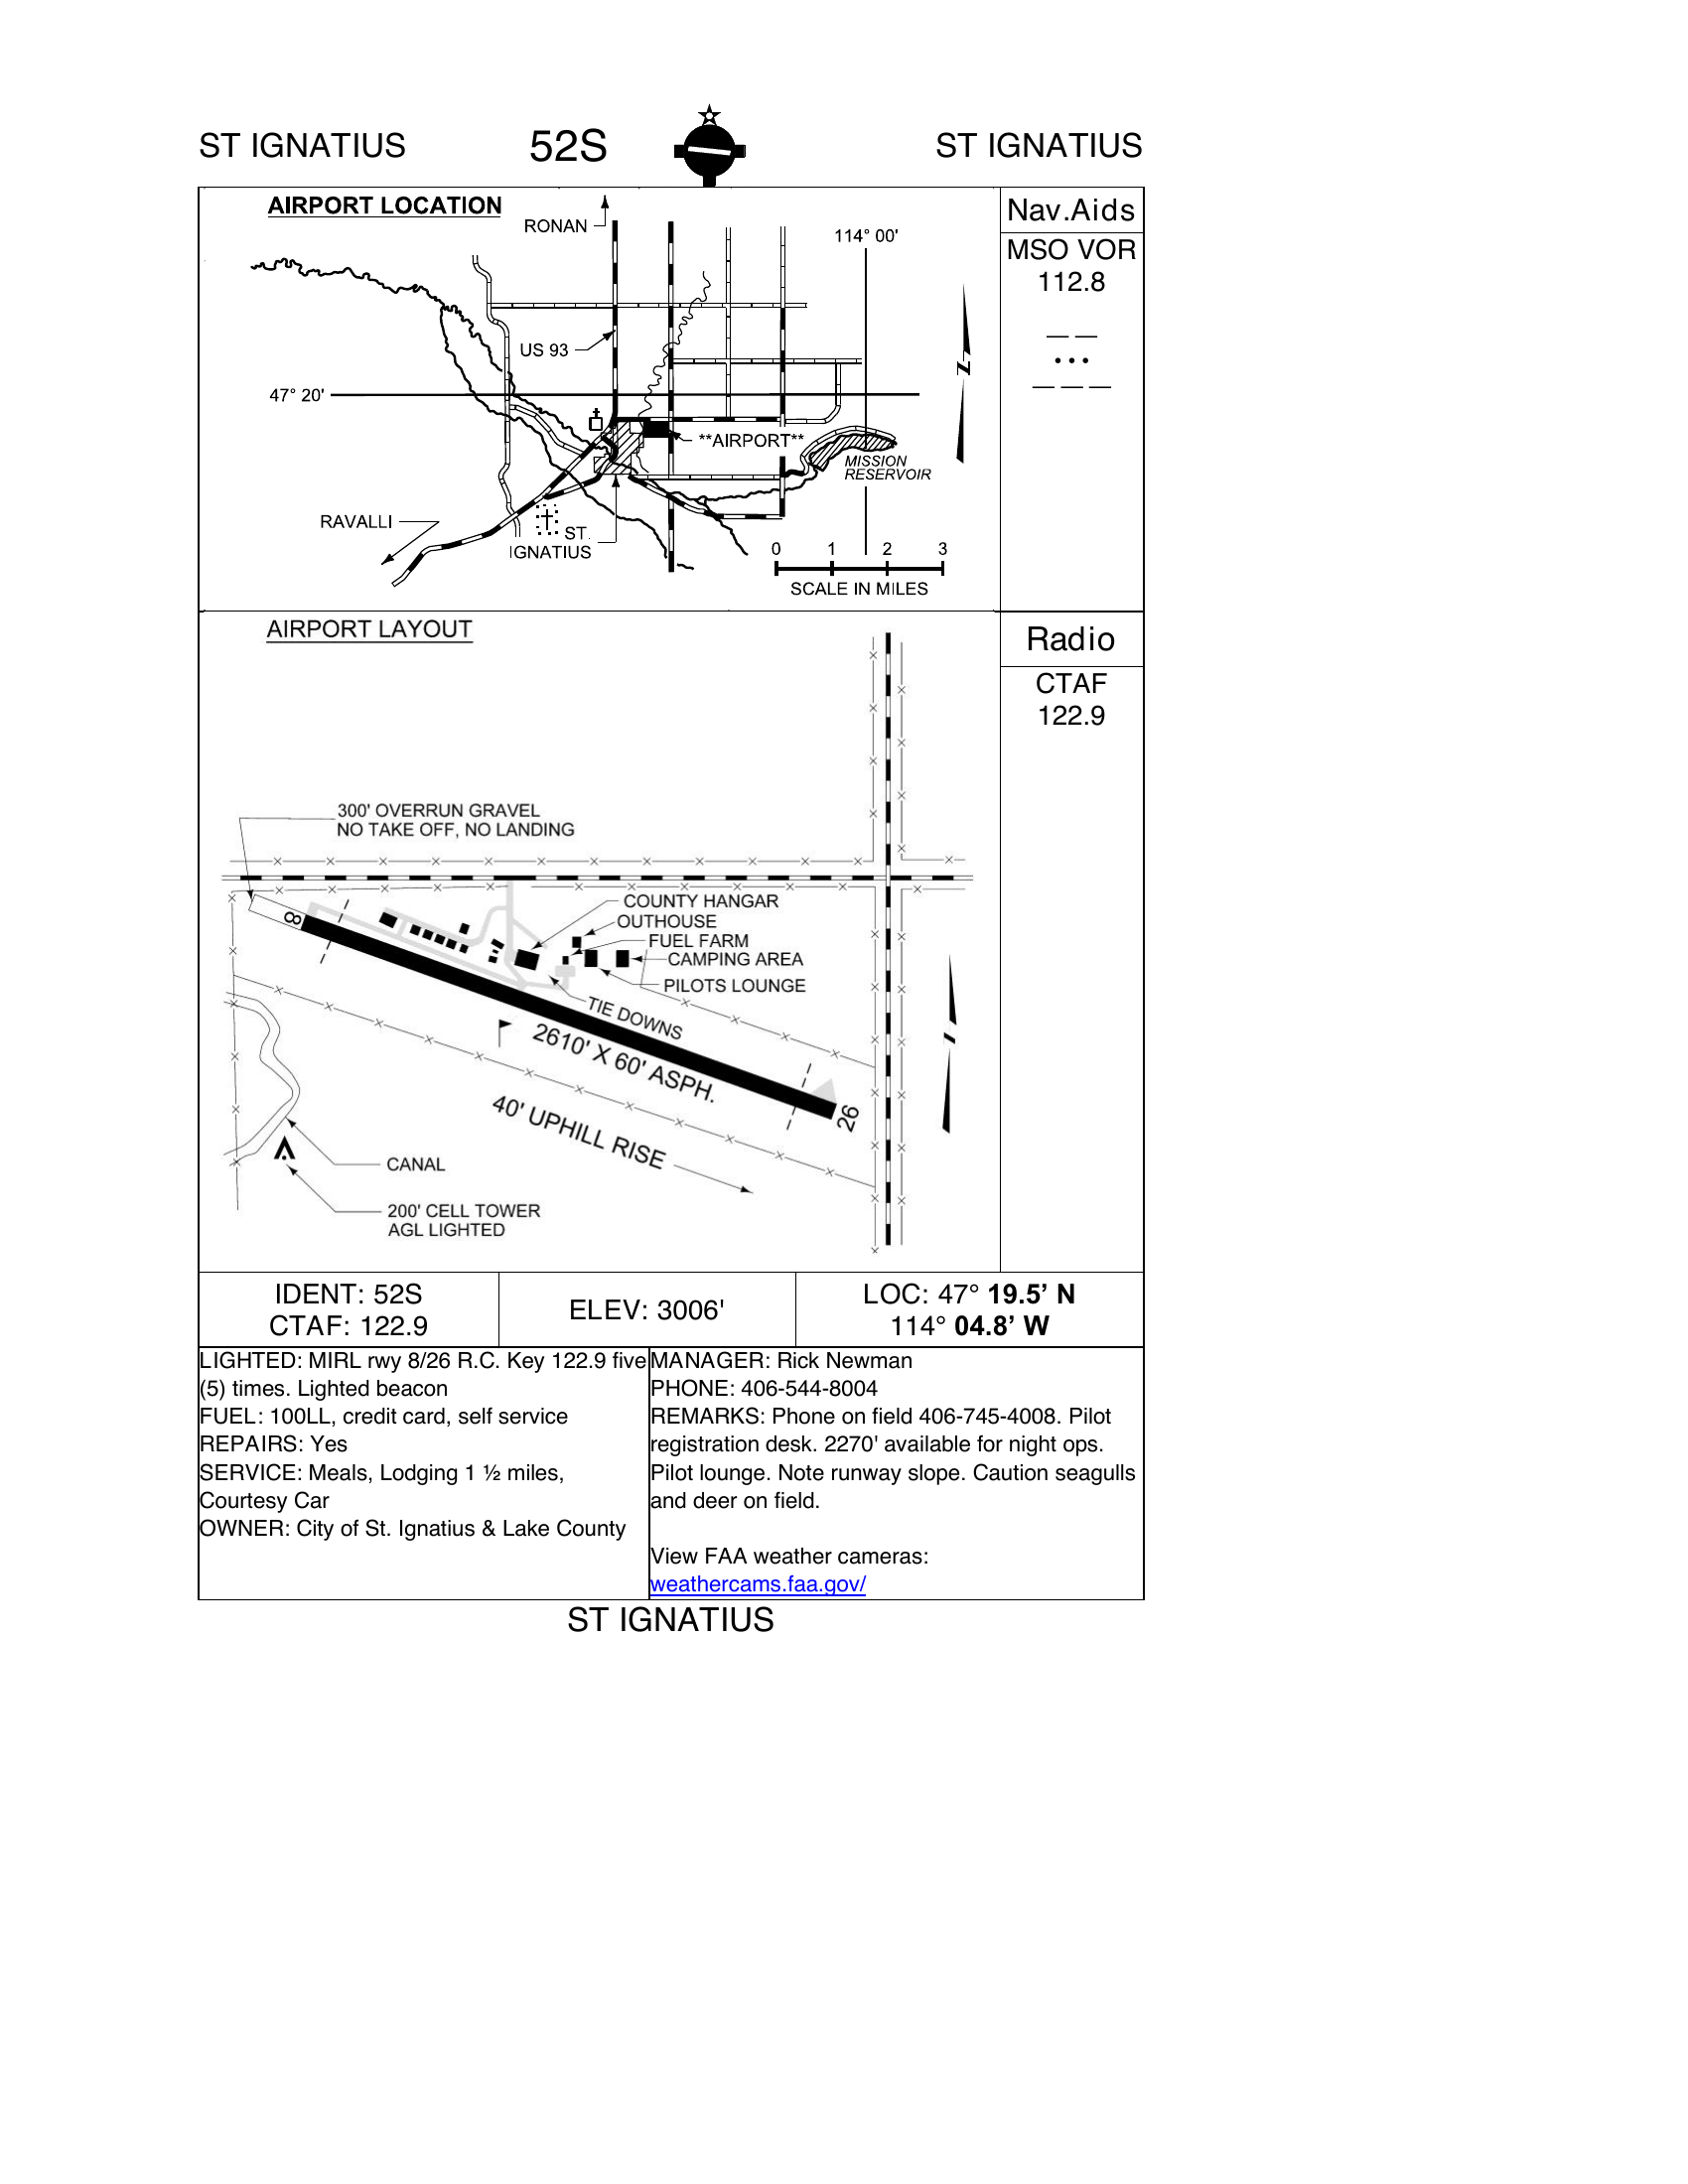 ST IGNATIUS 52S ST IGNATIUS
AIRPORT LOCATION
RONAN
114° 00'
US 93
47° 20'
**AIRPORT**
MISSION
RESERVOIR
RAVALLI
ST.
IGNATIUS
0 1 2 3
SCALE IN MILES
N
Nav.Aids
MSO VOR
112.8
AIRPORT LAYOUT
Radio
CTAF
122.9
300' OVERRUN GRAVEL
NO TAKE OFF, NO LANDING
COUNTY HANGAR
OUTHOUSE
FUEL FARM
CAMPING AREA
PILOTS LOUNGE
TIE DOWNS
8
2610' X 60' ASPH.
26
40' UPHILL RISE
CANAL
200' CELL TOWER
AGL LIGHTED
IDENT: 52S
CTAF: 122.9
ELEV: 3006'
LOC: 47° 19.5’ N
114° 04.8’ W
LIGHTED: MIRL rwy 8/26 R.C. Key 122.9 five
(5) times. Lighted beacon
FUEL: 100LL, credit card, self service
REPAIRS: Yes
SERVICE: Meals, Lodging 1 ½ miles,
Courtesy Car
OWNER: City of St. Ignatius & Lake County
MANAGER: Rick Newman
PHONE: 406-544-8004
REMARKS: Phone on field 406-745-4008. Pilot
registration desk. 2270' available for night ops.
Pilot lounge. Note runway slope. Caution seagulls
and deer on field.
View FAA weather cameras:
weathercams.faa.gov/
ST IGNATIUS